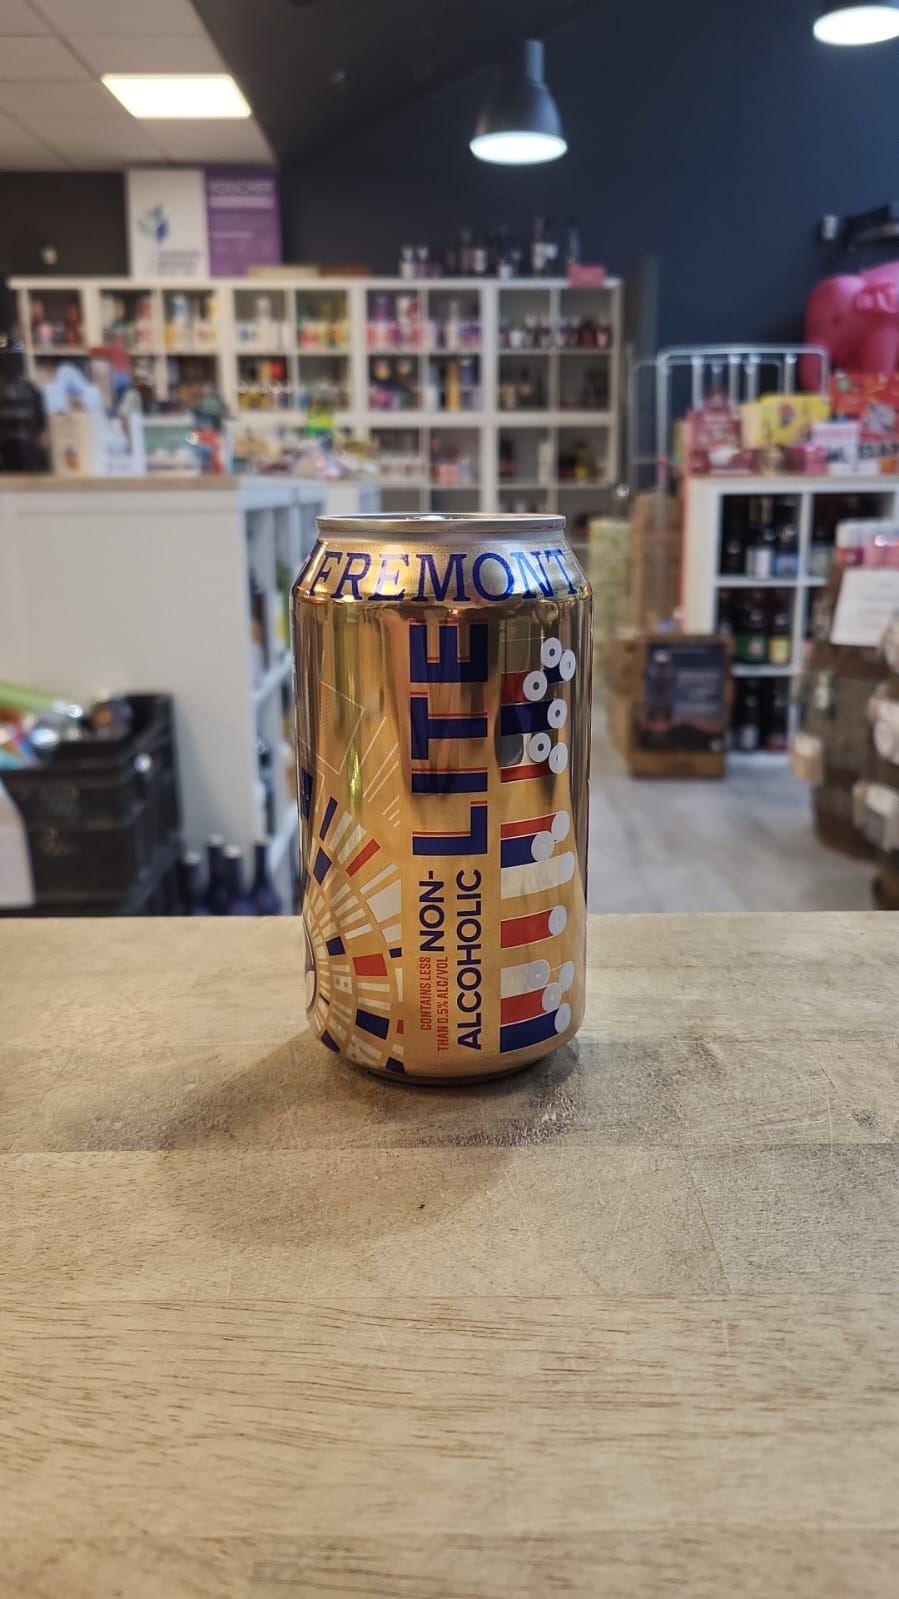 FREMONT
LITE
NON-
ALCOHOLIC
CONTAINS LESS
THAN 0.5% ALC/VOL